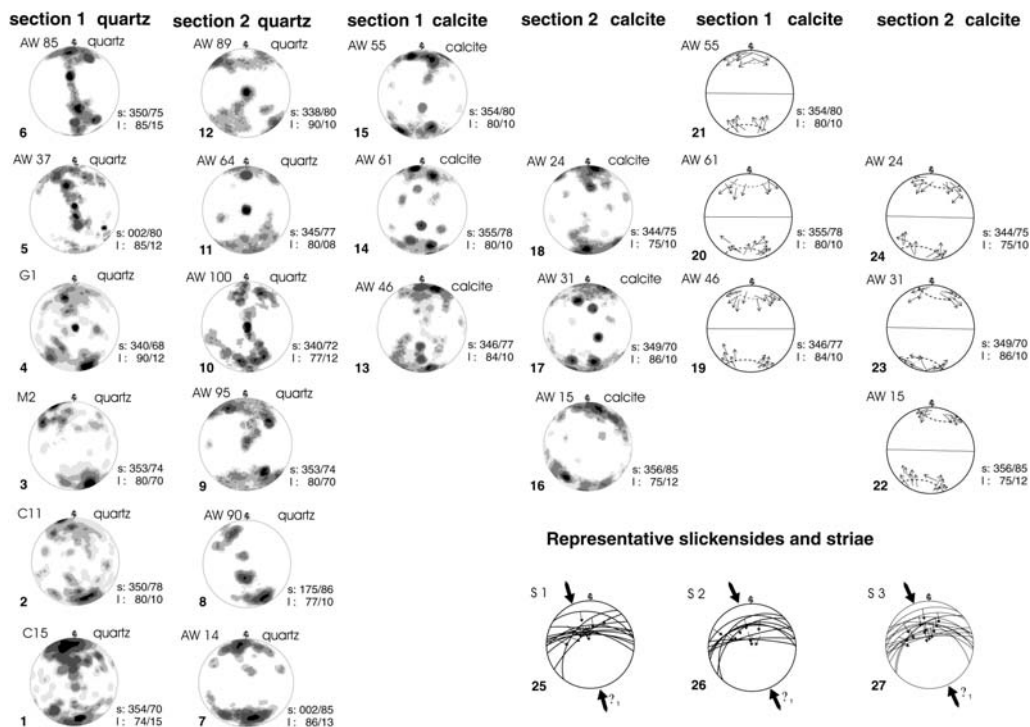 section 1 quartz
section 2 quartz
section 1 calcite
section 2 calcite
section 1 calcite
section 2 calcite
AW 85 quartz
s: 350/75
l : 85/15
6
AW 89 quartz
s: 338/80
l : 90/10
12
AW 55 calcite
s: 354/80
l : 80/10
15
AW 55
s: 354/80
l : 80/10
21
AW 37 quartz
s: 002/80
l : 85/12
5
AW 64 quartz
s: 345/77
l : 80/08
11
AW 61 calcite
s: 355/78
l : 80/10
14
AW 24 calcite
s: 344/75
l : 75/10
18
AW 61
s: 355/78
l : 80/10
20
AW 24
s: 344/75
l : 75/10
24
G1 quartz
s: 340/68
l : 90/12
4
AW 100 quartz
s: 340/72
l : 77/12
10
AW 46 calcite
s: 346/77
l : 84/10
13
AW 31 calcite
s: 349/70
l : 86/10
17
AW 46
s: 346/77
l : 84/10
19
AW 31
s: 349/70
l : 86/10
23
M2 quartz
s: 353/74
l : 80/70
3
AW 95 quartz
s: 353/74
l : 80/70
9
AW 15 calcite
s: 356/85
l : 75/12
16
AW 15
s: 356/85
l : 75/12
22
C11 quartz
s: 350/78
l : 80/10
2
AW 90 quartz
s: 175/86
l : 77/10
8
C15 quartz
s: 354/70
l : 74/15
1
AW 14 quartz
s: 002/85
l : 86/13
7
Representative slickensides and striae
S 1
?1
25
S 2
?1
26
S 3
?1
27